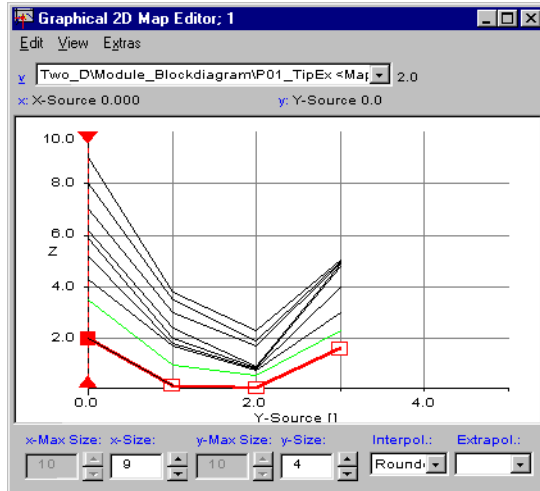 Graphical 2D Map Editor; 1
Edit View Extras
v Two_D\Module_Blockdiagram\P01_TipEx <Map 2.0
x: X-Source 0.000 y: Y-Source 0.0
10.0
8.0
6.0
Z
4.0
2.0
0.0 2.0 4.0
Y-Source []
x-Max Size: x-Size: y-Max Size: y-Size: Interpol.: Extrapol.:
10 9 10 4 Round